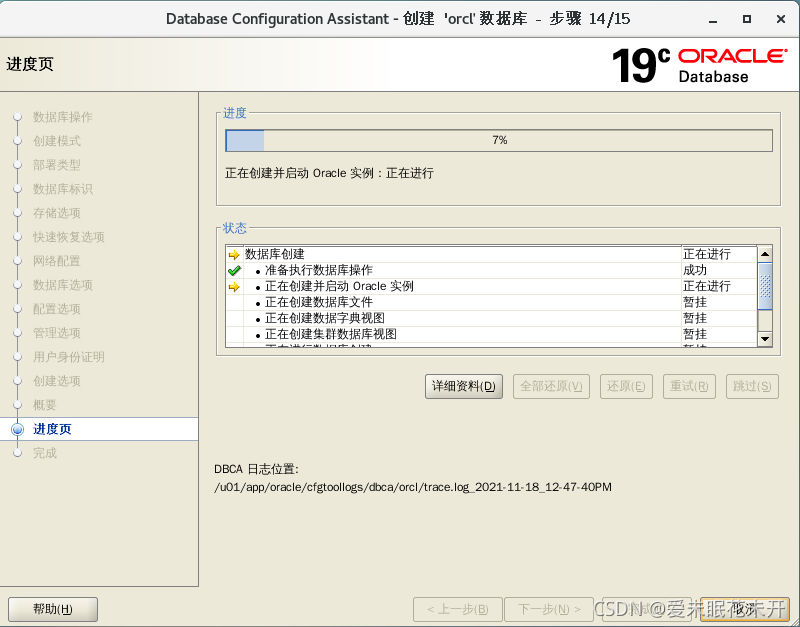 Database Configuration Assistant - 创建 'orcl' 数据库 - 步骤 14/15
进度页
19c ORACLE Database
数据库操作
创建模式
部署类型
数据库标识
存储选项
快速恢复选项
网络配置
数据库选项
配置选项
管理选项
用户身份证明
创建选项
概要
进度页
完成
进度
7%
正在创建并启动 Oracle 实例：正在进行
状态
数据库创建 正在进行
准备执行数据库操作 成功
正在创建并启动 Oracle 实例 正在进行
正在创建数据库文件 暂挂
正在创建数据字典视图 暂挂
正在创建集群数据库视图 暂挂
详细资料(D) 全部还原(V) 还原(E) 重试(R) 跳过(S)
DBCA 日志位置:
/u01/app/oracle/cfgtoollogs/dbca/orcl/trace.log_2021-11-18_12-47-40PM
帮助(H) < 上一步(B) 下一步(N) > 取消
CSDN @爱未眠花未开